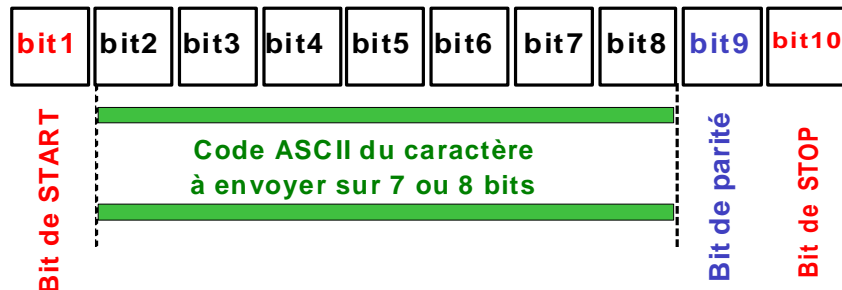 bit1 bit2 bit3 bit4 bit5 bit6 bit7 bit8 bit9 bit10
Bit de START
Code ASCII du caractère
à envoyer sur 7 ou 8 bits
Bit de parité
Bit de STOP